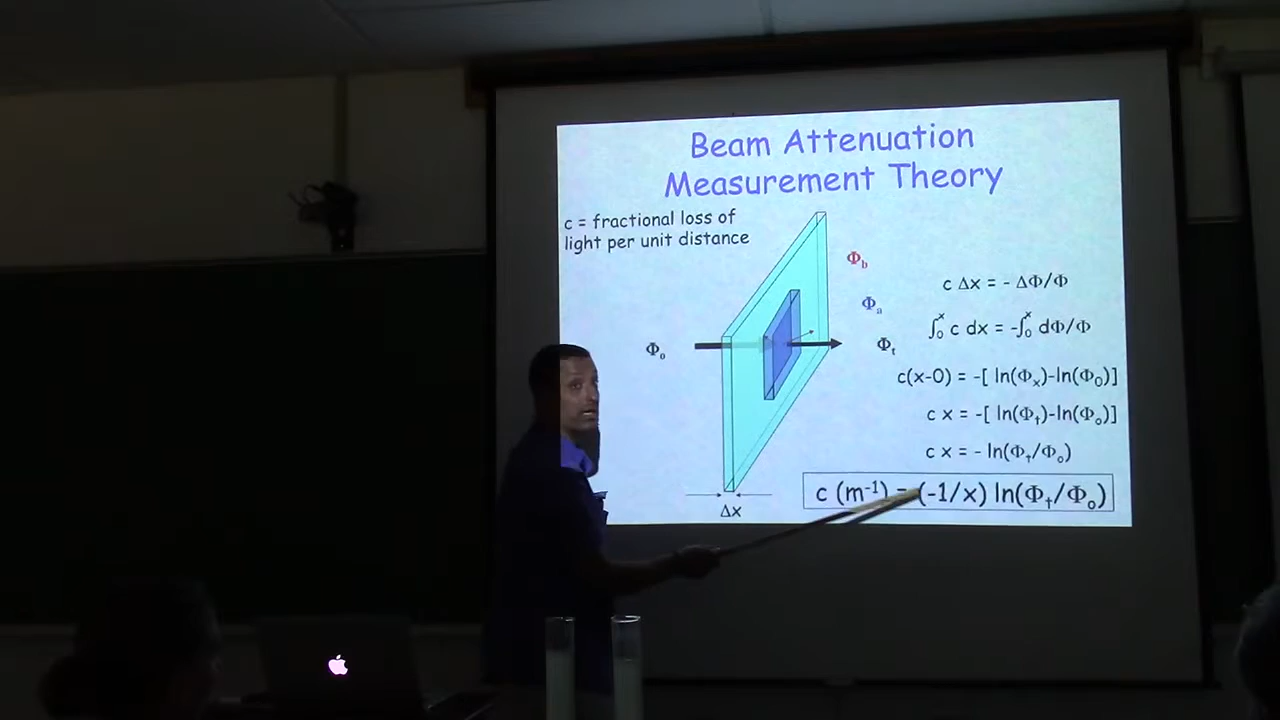 Beam Attenuation
Measurement Theory
c = fractional loss of
light per unit distance
Φb
Φa
Φo
Φt
Δx
c Δx = - ΔΦ/Φ
∫₀ˣ c dx = -∫₀ˣ dΦ/Φ
c(x-0) = -[ ln(Φx)-ln(Φ0)]
c x = -[ ln(Φt)-ln(Φo)]
c x = - ln(Φt/Φo)
c (m⁻¹) = (-1/x) ln(Φt/Φo)